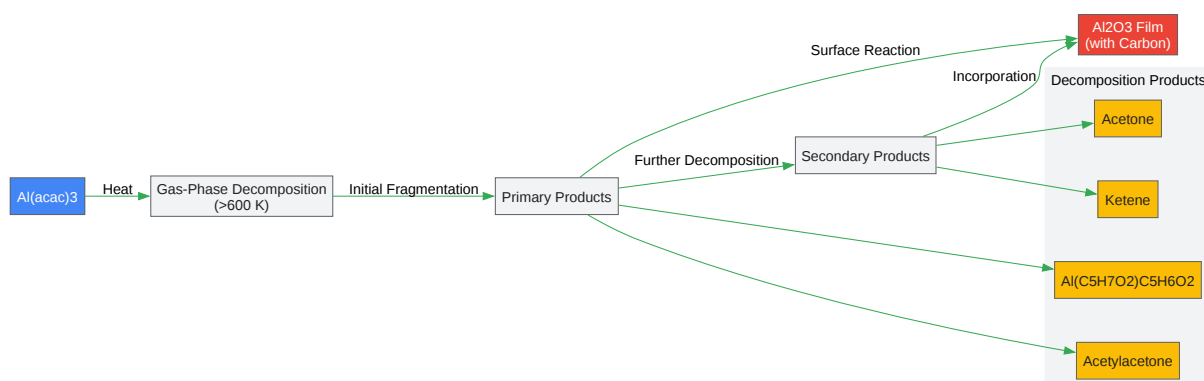 Al(acac)3
Heat
Gas-Phase Decomposition
(>600 K)
Initial Fragmentation
Primary Products
Surface Reaction
Further Decomposition
Secondary Products
Incorporation
Al2O3 Film
(with Carbon)
Decomposition Products
Acetone
Ketene
Al(C5H7O2)C5H6O2
Acetylacetone